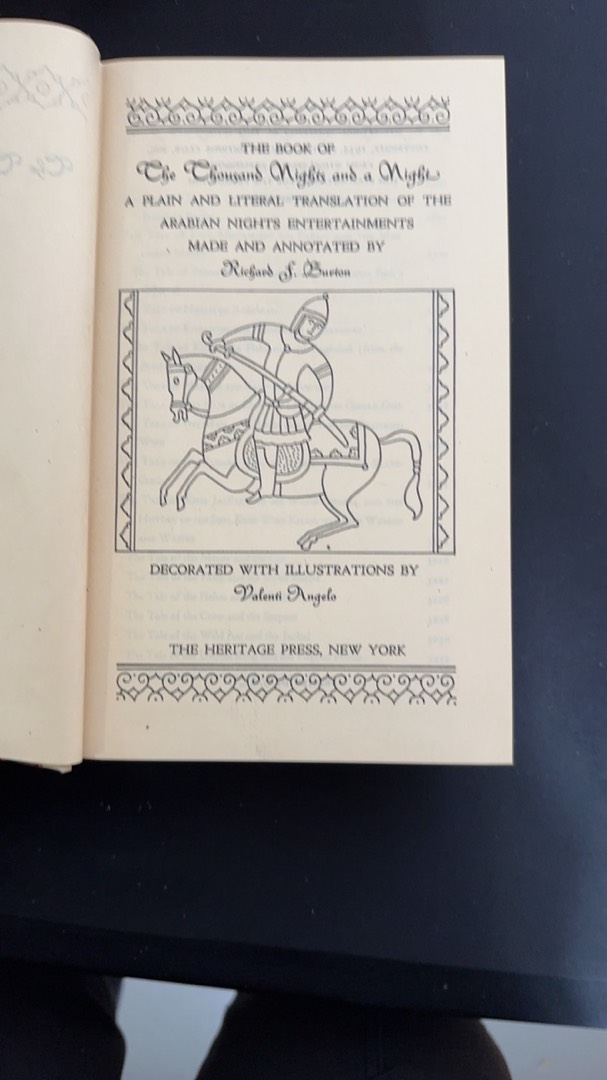 THE BOOK OF
The Thousand Nights and a Night
A PLAIN AND LITERAL TRANSLATION OF THE
ARABIAN NIGHTS ENTERTAINMENTS
MADE AND ANNOTATED BY
Richard F. Burton
DECORATED WITH ILLUSTRATIONS BY
Valenti Angelo
THE HERITAGE PRESS, NEW YORK